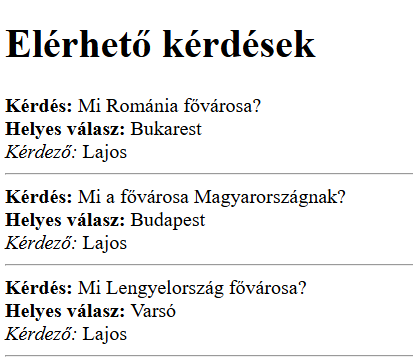 Elérhető kérdések
Kérdés: Mi Románia fővárosa?
Helyes válasz: Bukarest
Kérdező: Lajos
Kérdés: Mi a fővárosa Magyarországnak?
Helyes válasz: Budapest
Kérdező: Lajos
Kérdés: Mi Lengyelország fővárosa?
Helyes válasz: Varsó
Kérdező: Lajos